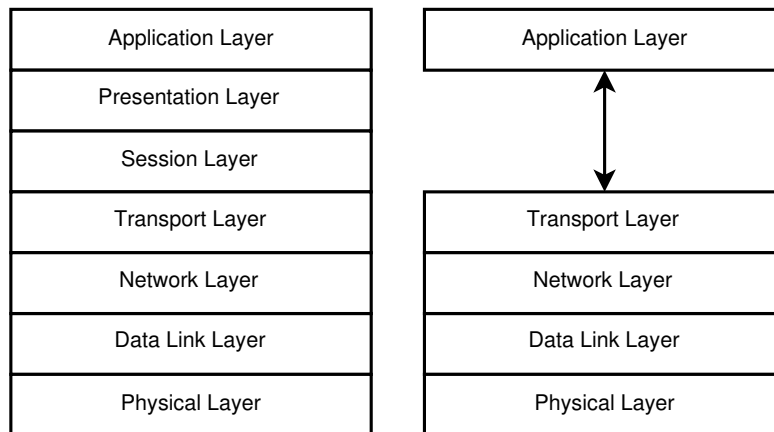 Application Layer
Presentation Layer
Session Layer
Transport Layer
Network Layer
Data Link Layer
Physical Layer
Application Layer
Transport Layer
Network Layer
Data Link Layer
Physical Layer